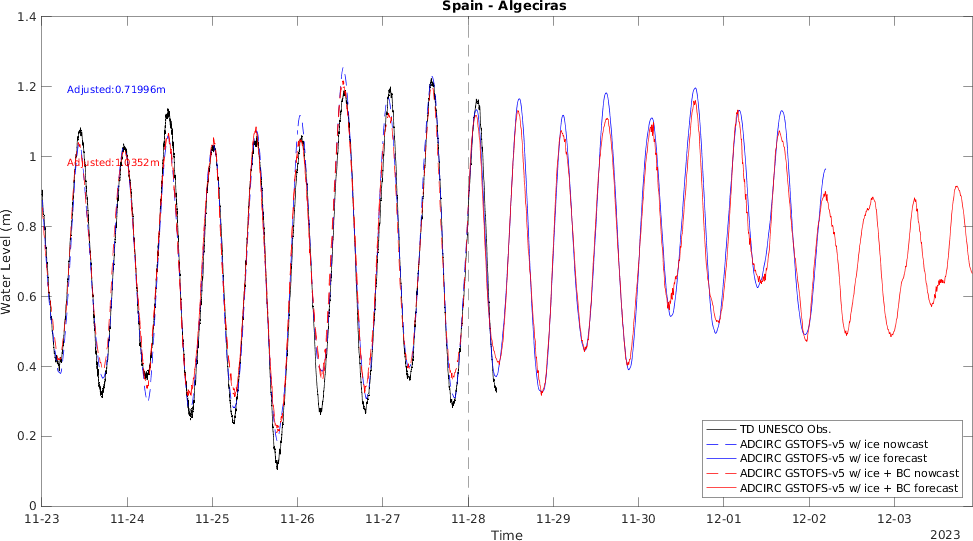 Spain - Algeciras
1.4
1.2
1
0.8
0.6
0.4
0.2
0
Water Level (m)
Adjusted:0.71996m
Adjusted:1.0352m
TD UNESCO Obs.
ADCIRC GSTOFS-v5 w/ ice nowcast
ADCIRC GSTOFS-v5 w/ ice forecast
ADCIRC GSTOFS-v5 w/ ice + BC nowcast
ADCIRC GSTOFS-v5 w/ ice + BC forecast
11-23 11-24 11-25 11-26 11-27 11-28 11-29 11-30 12-01 12-02 12-03
Time
2023